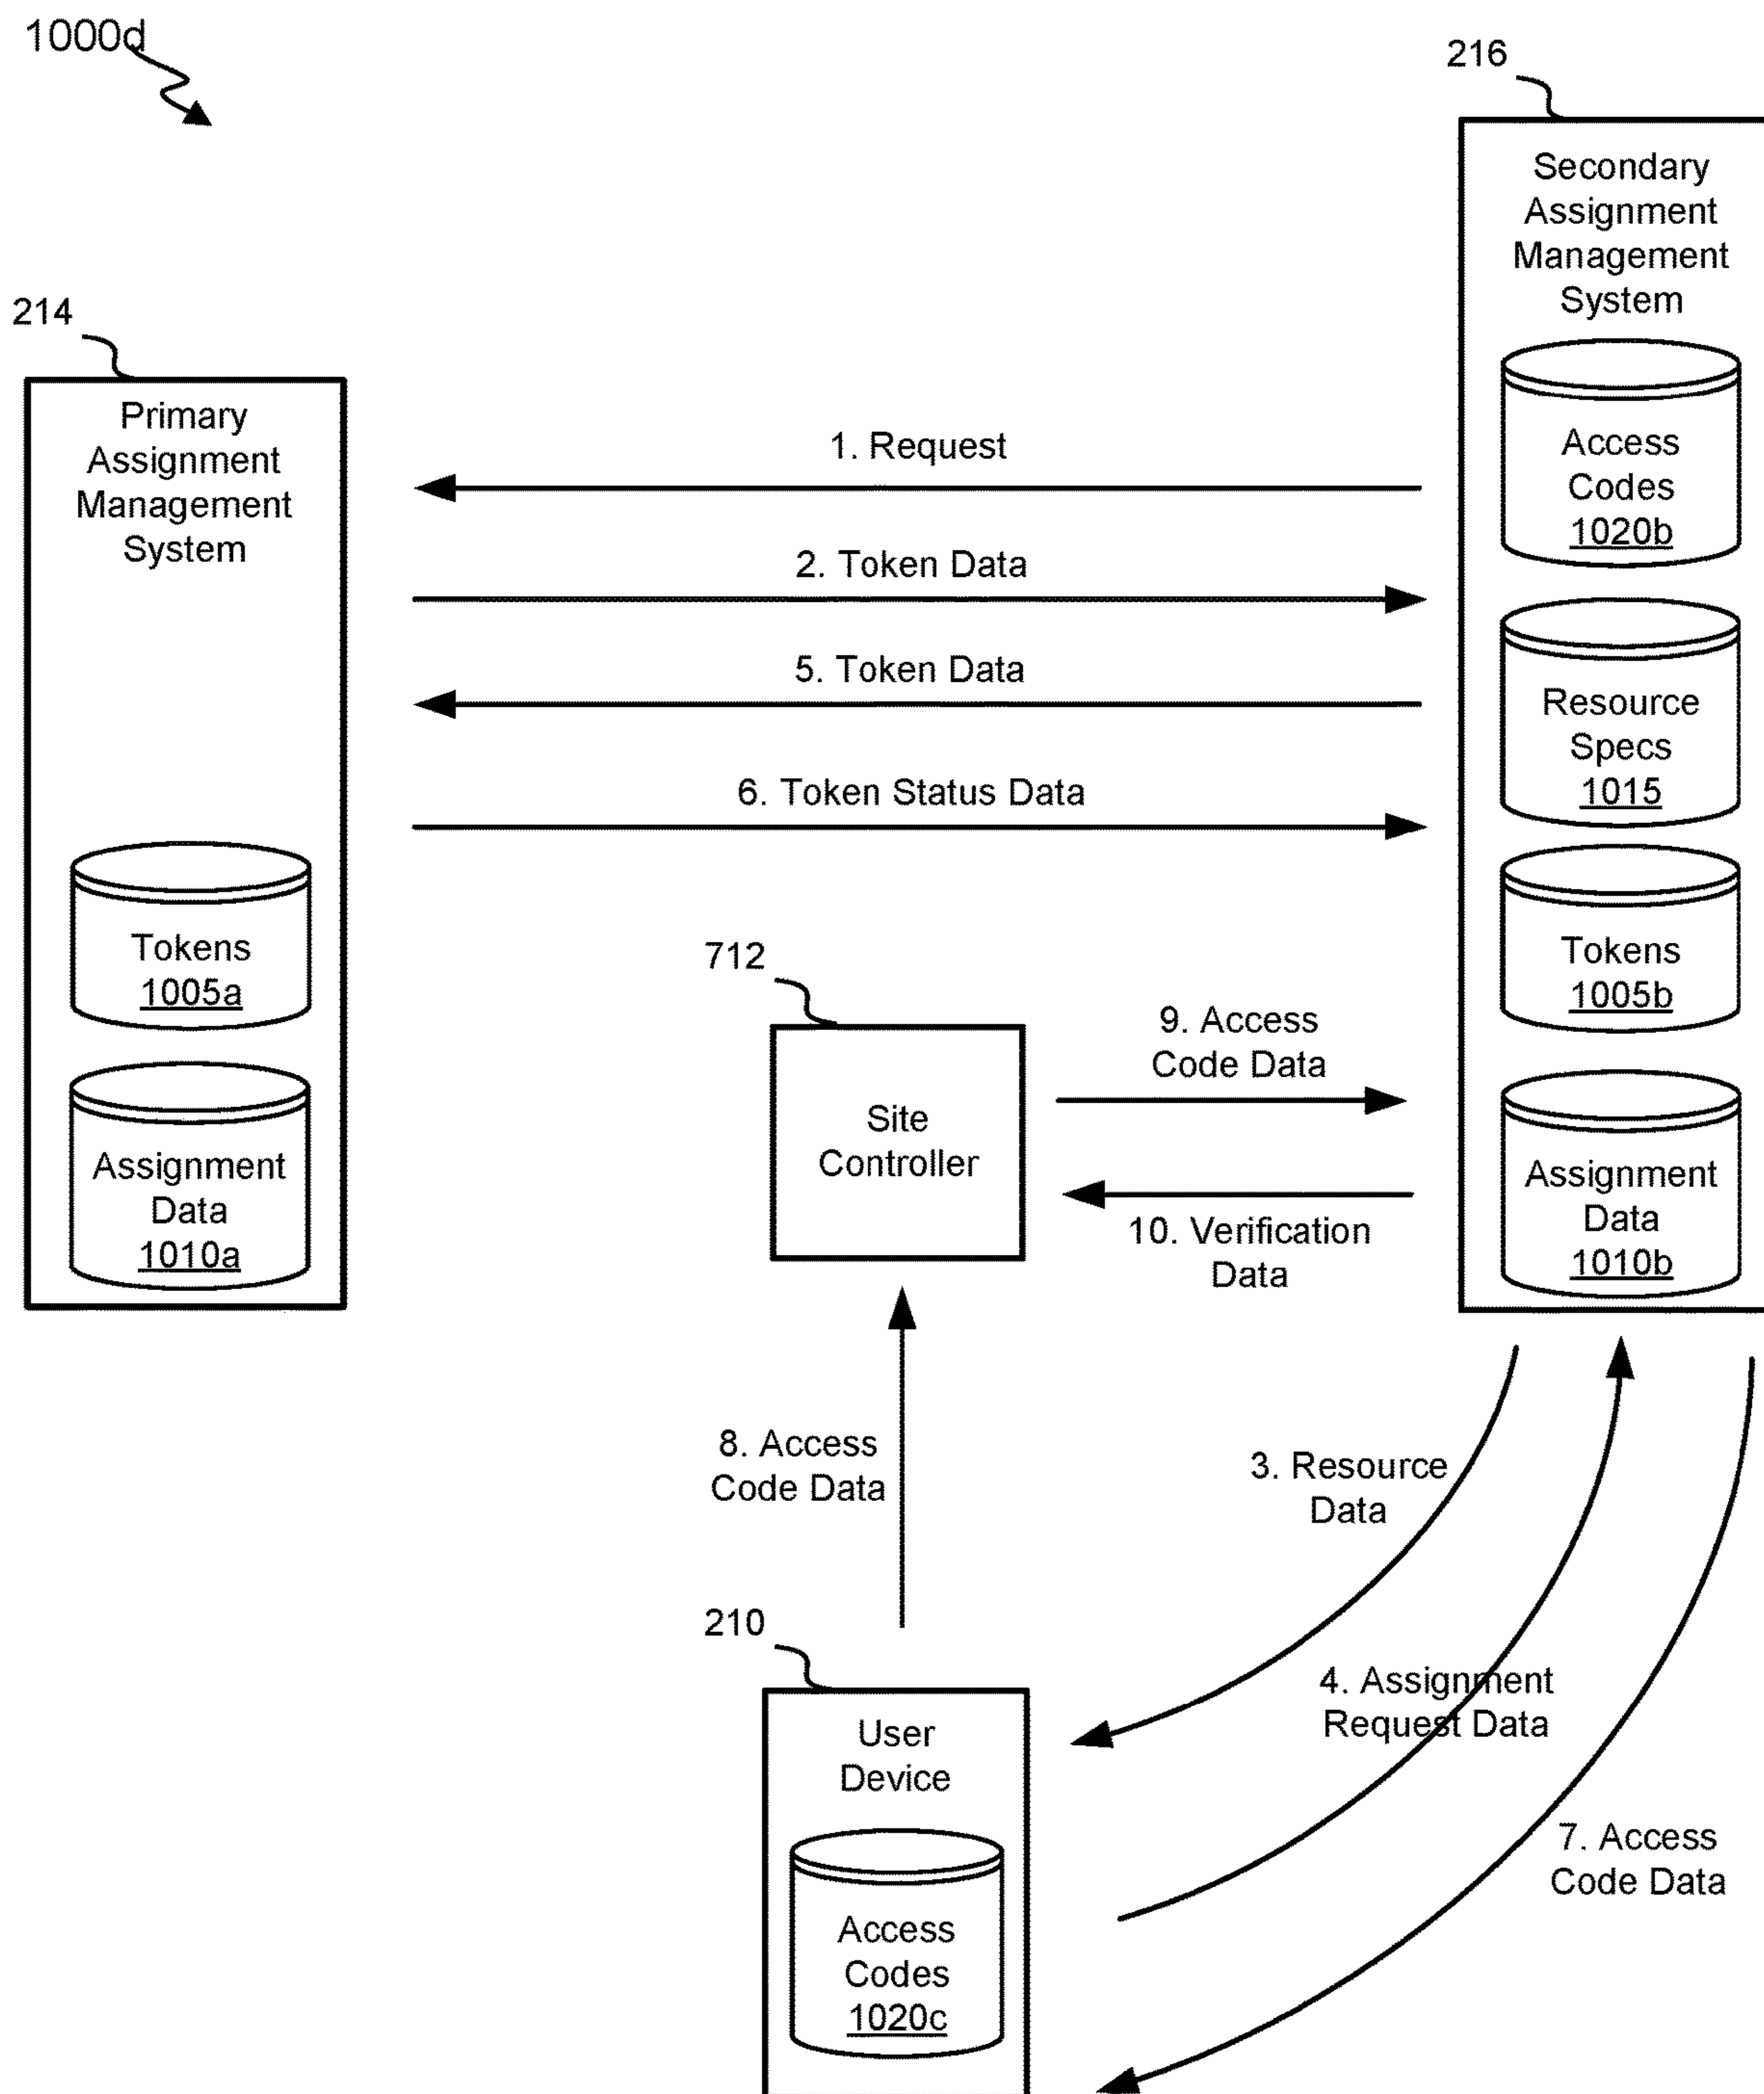 1000d
216
Secondary
Assignment
Management
System
Access
Codes
1020b
Resource
Specs
1015
Tokens
1005b
Assignment
Data
1010b
214
Primary
Assignment
Management
System
Tokens
1005a
Assignment
Data
1010a
1. Request
2. Token Data
5. Token Data
6. Token Status Data
712
Site
Controller
9. Access
Code Data
10. Verification
Data
8. Access
Code Data
3. Resource
Data
4. Assignment
Request Data
7. Access
Code Data
210
User
Device
Access
Codes
1020c